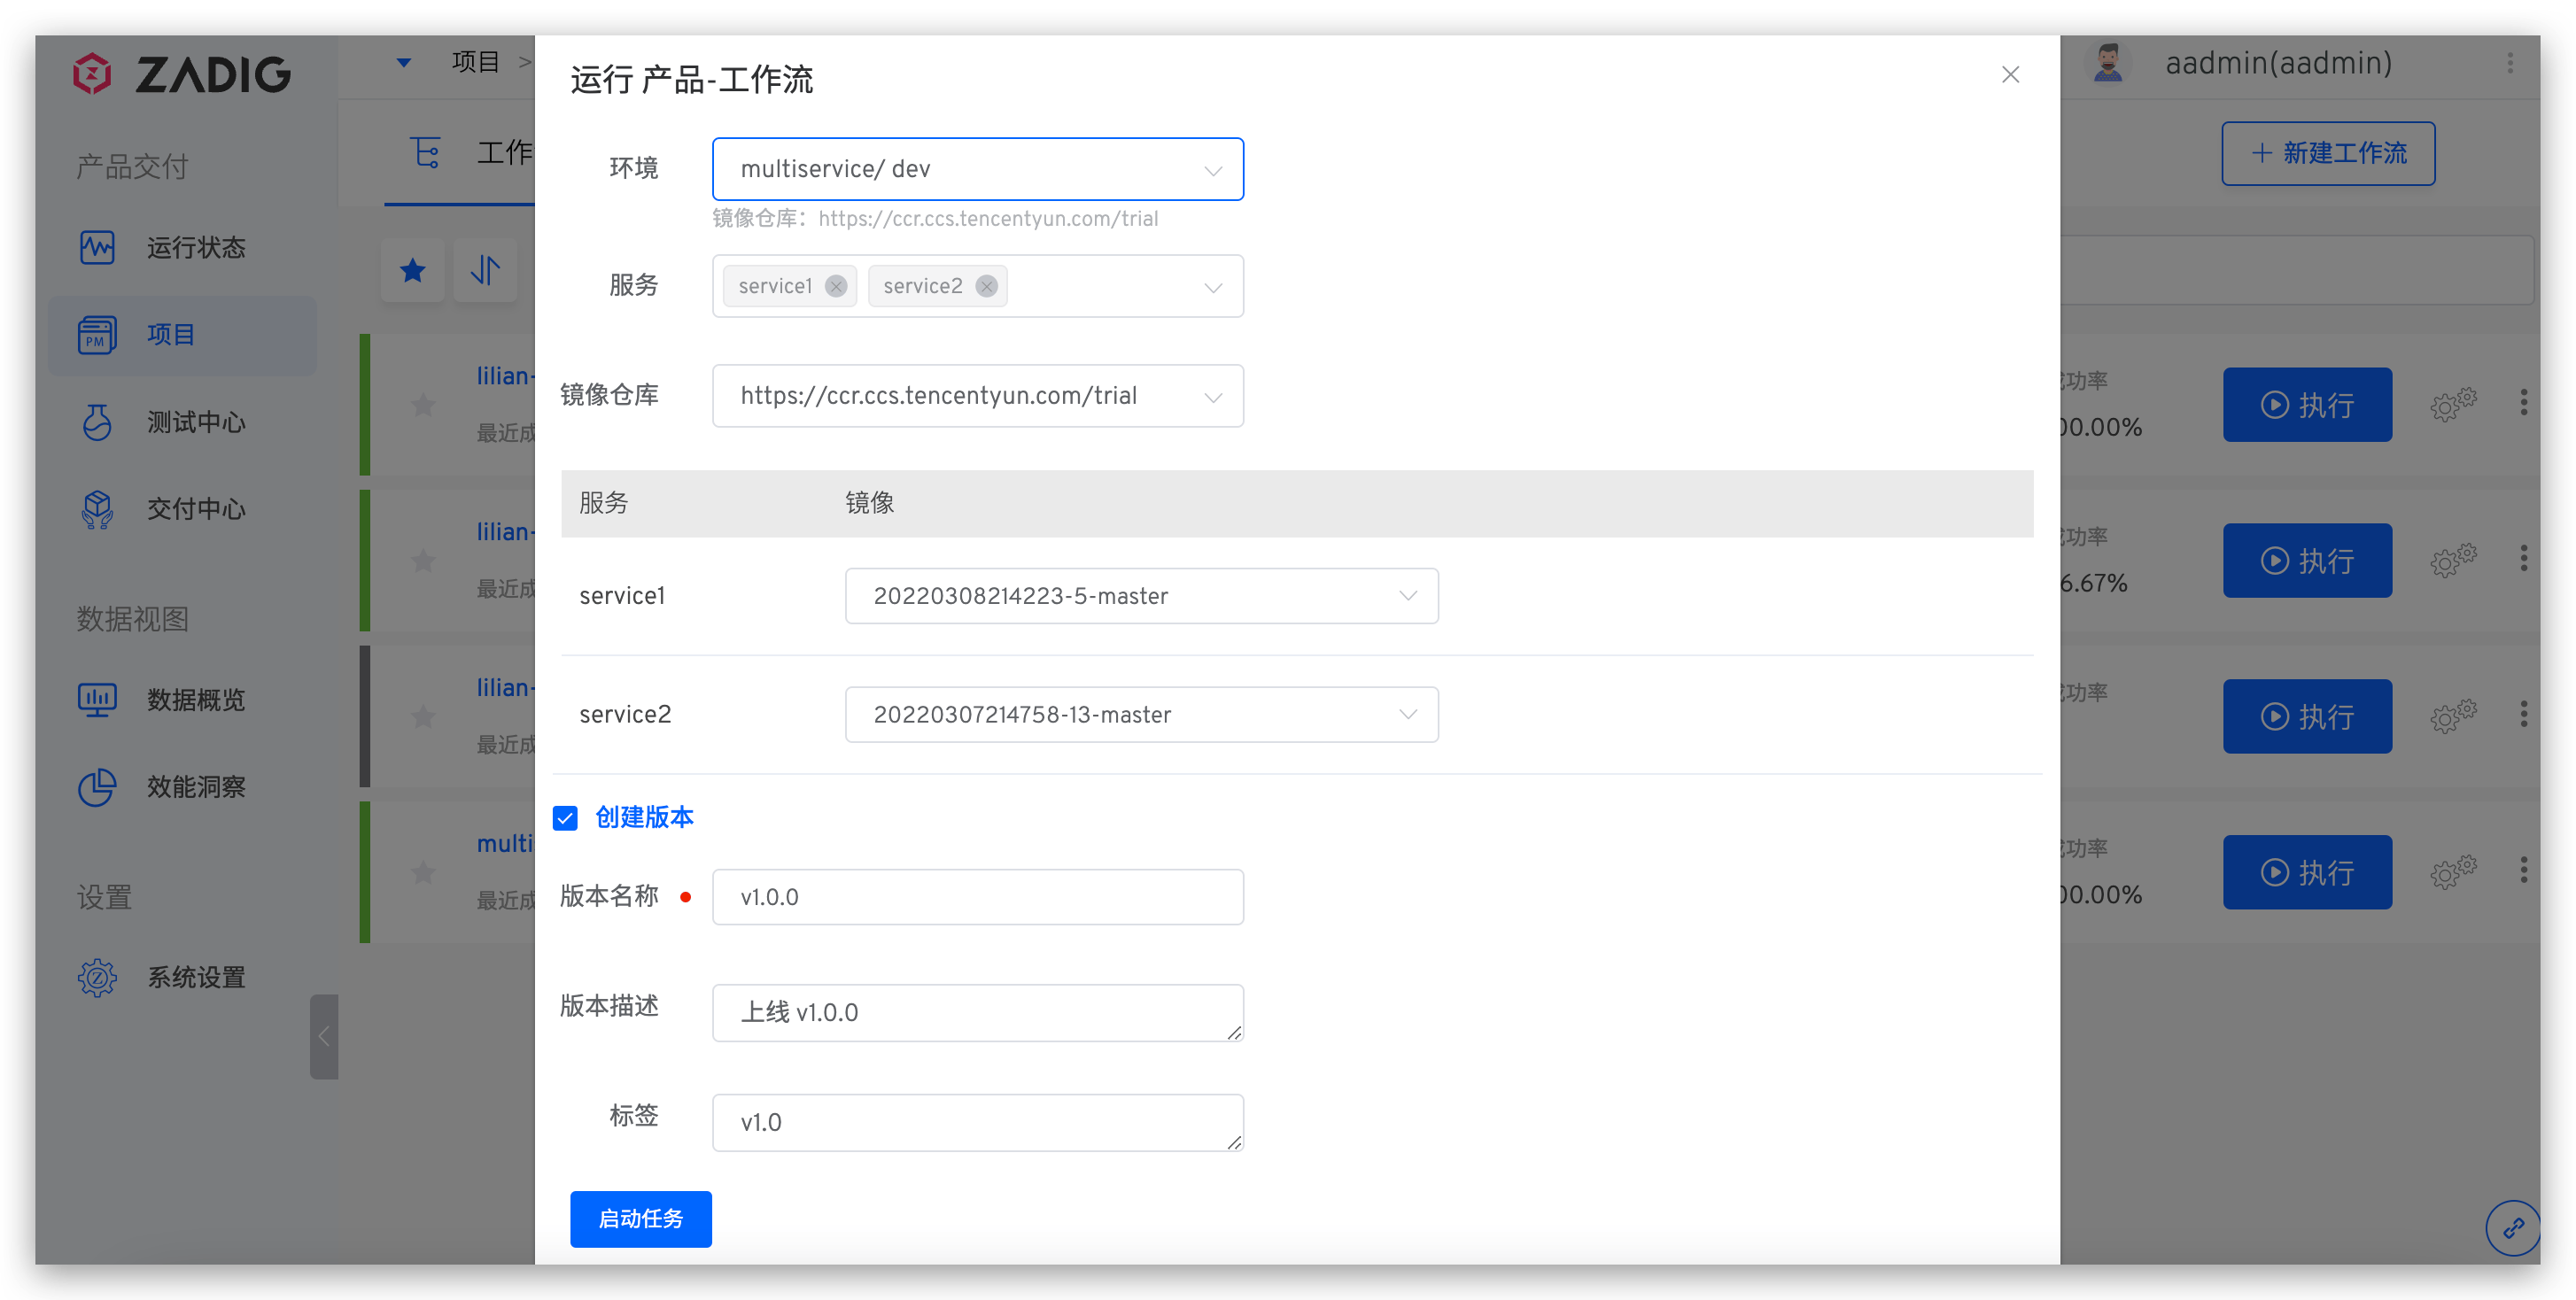 ZADIG
产品交付
运行状态
PM
项目
测试中心
交付中心
数据视图
数据概览
效能洞察
设置
系统设置
项目 >
工作
lilian-
最近成
lilian-
最近成
lilian-
最近成
multi
最近成
运行 产品-工作流
环境
multiservice/ dev
镜像仓库：https://ccr.ccs.tencentyun.com/trial
服务
service1
service2
镜像仓库
https://ccr.ccs.tencentyun.com/trial
服务 镜像
service1
20220308214223-5-master
service2
20220307214758-13-master
创建版本
版本名称
v1.0.0
版本描述
上线 v1.0.0
标签
v1.0
启动任务
aadmin(aadmin)
新建工作流
功率
00.00%
执行
功率
6.67%
执行
功率
执行
功率
00.00%
执行